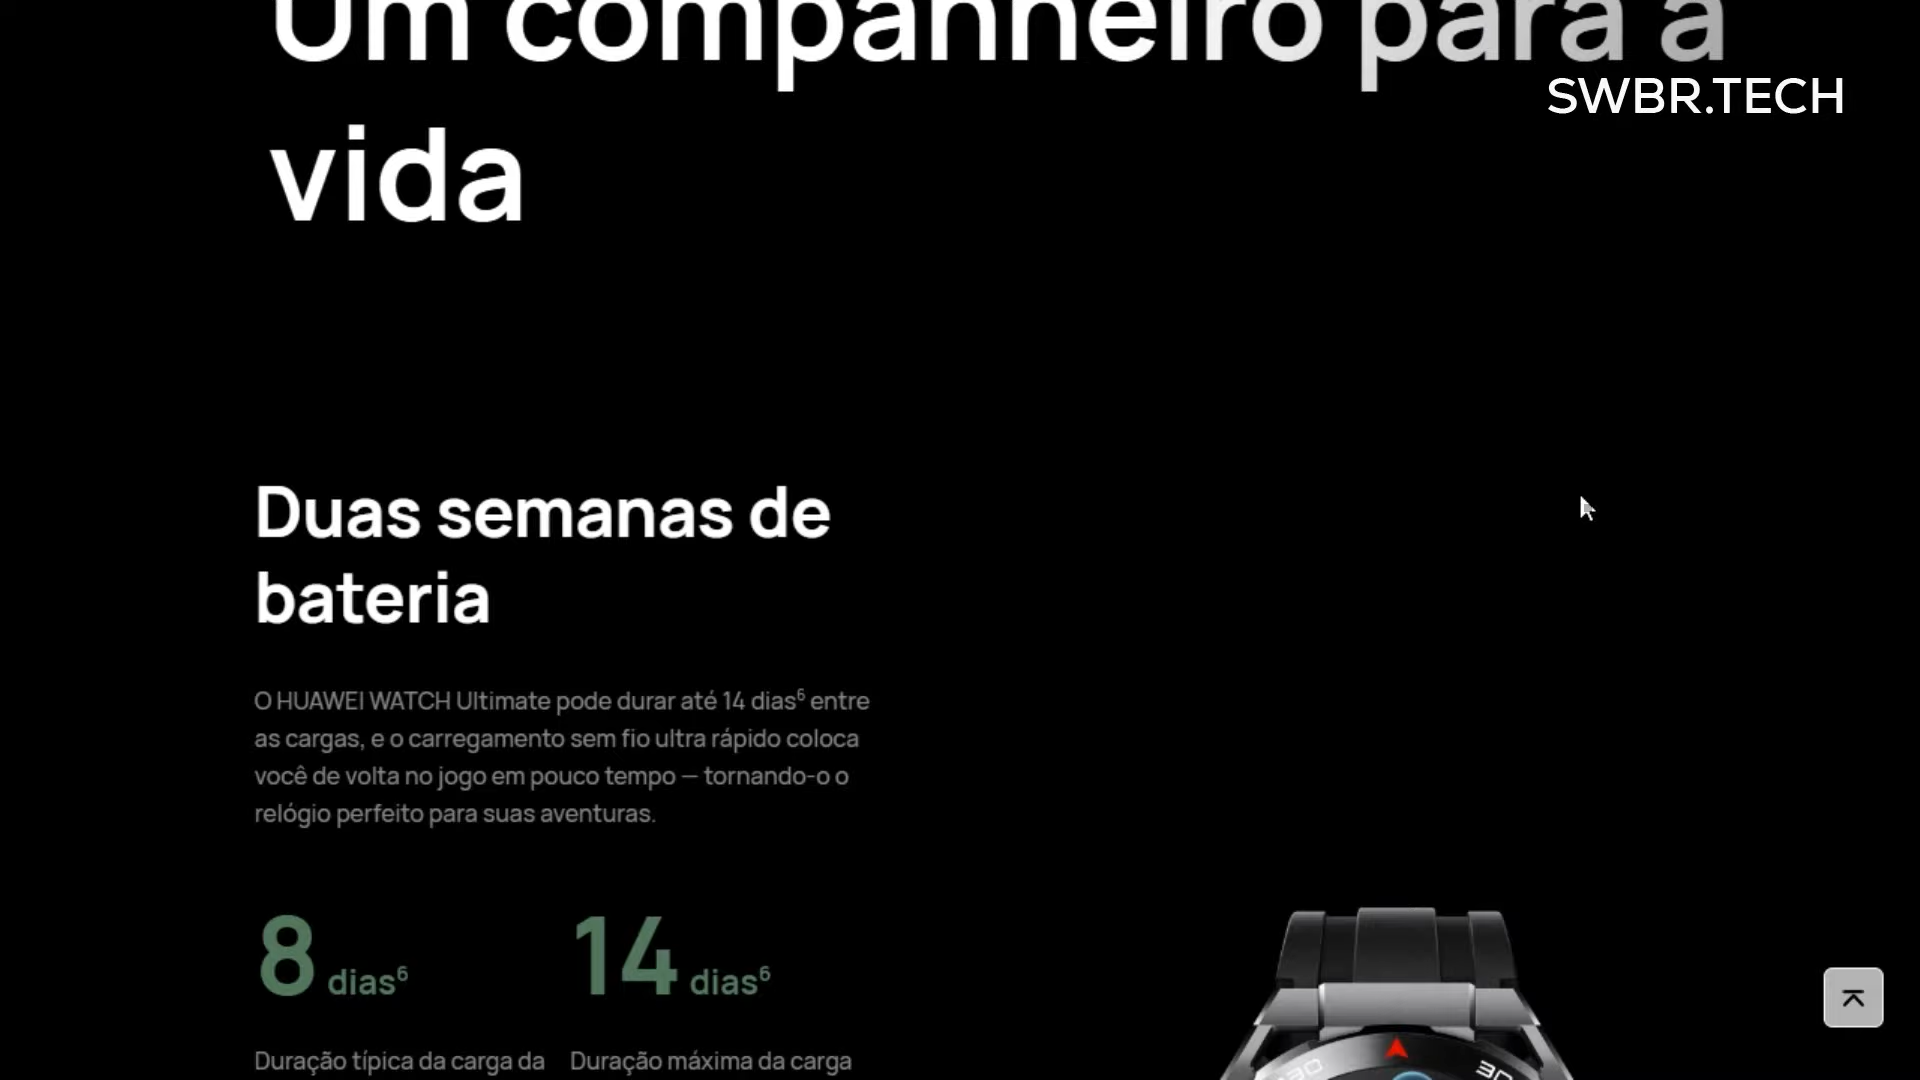 Um companheiro para a
SWBR.TECH
vida
Duas semanas de
bateria
O HUAWEI WATCH Ultimate pode durar até 14 dias⁶ entre
as cargas, e o carregamento sem fio ultra rápido coloca
você de volta no jogo em pouco tempo — tornando-o o
relógio perfeito para suas aventuras.
8 dias⁶ 14 dias⁶
Duração típica da carga da Duração máxima da carga
30